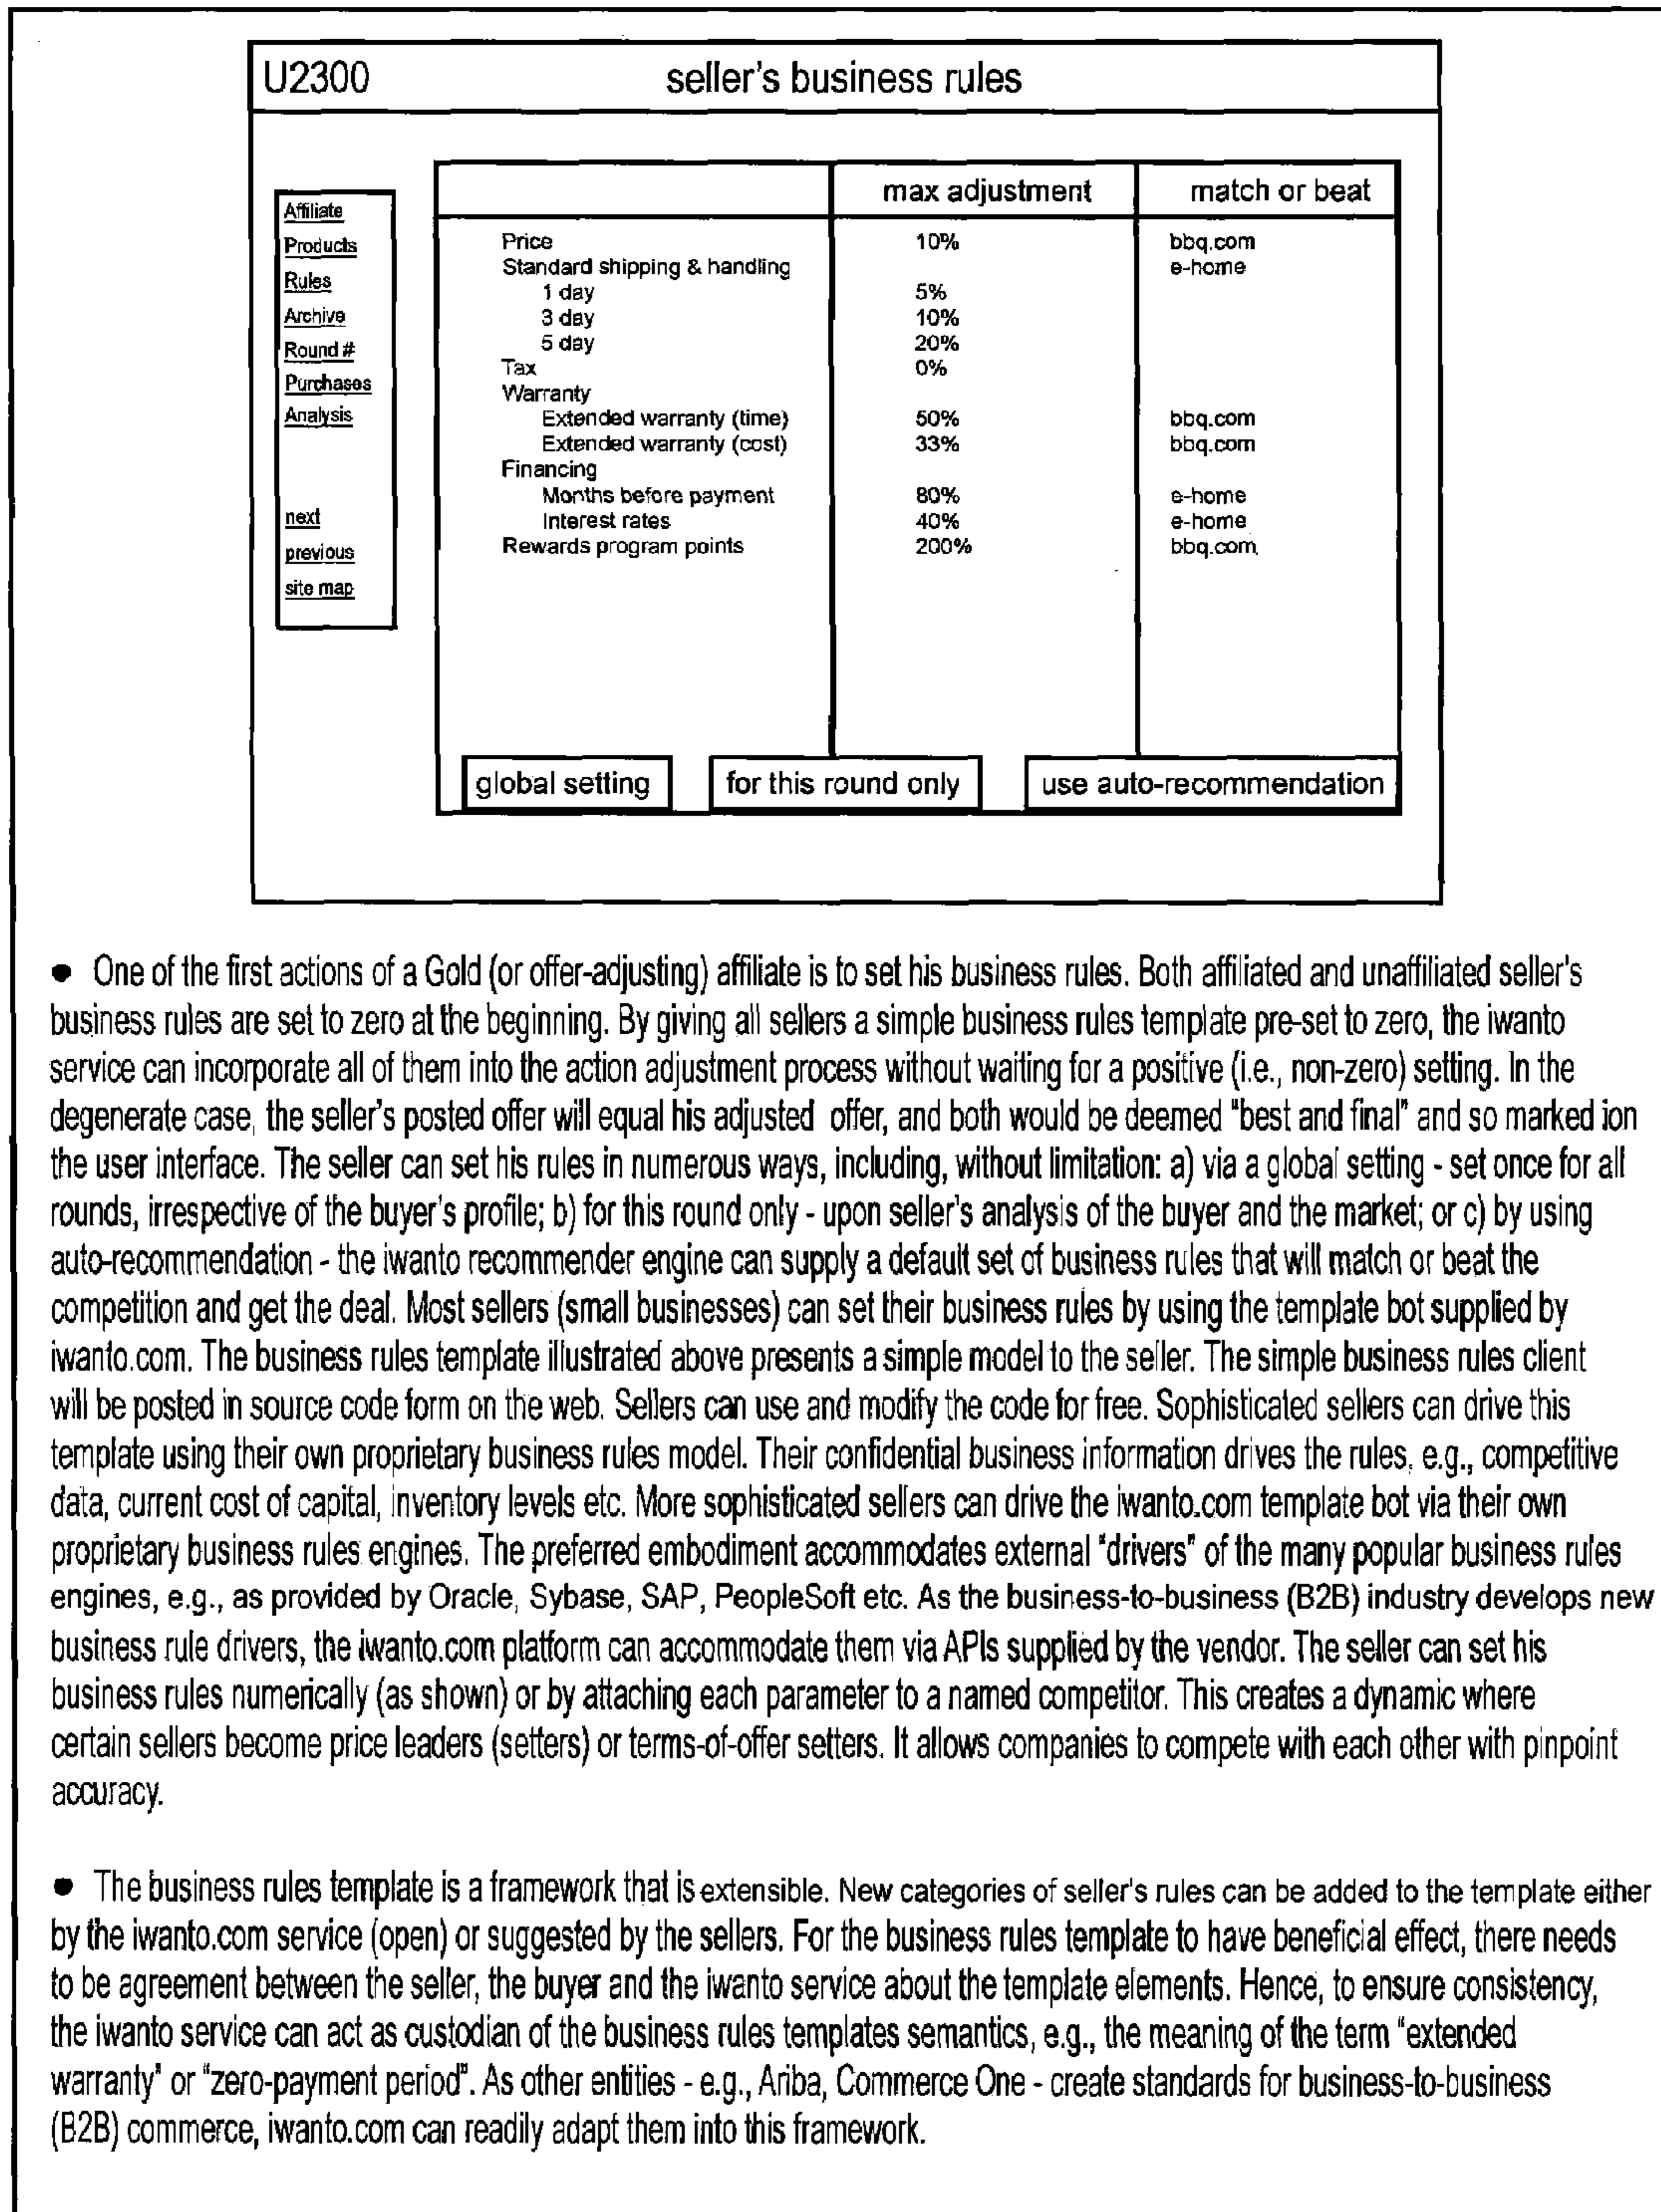 U2300 seller's business rules
max adjustment match or beat
Affiliate
Products
Rules
Archive
Round #
Purchases
Analysis
next
previous
site map
Price 10% bbq.com
Standard shipping & handling e-home
1 day 5%
3 day 10%
5 day 20%
Tax 0%
Warranty
Extended warranty (time) 50% bbq.com
Extended warranty (cost) 33% bbq.com
Financing
Months before payment 80% e-home
Interest rates 40% e-home
Rewards program points 200% bbq.com
global setting for this round only use auto-recommendation
• One of the first actions of a Gold (or offer-adjusting) affiliate is to set his business rules. Both affiliated and unaffiliated seller's
business rules are set to zero at the beginning. By giving all sellers a simple business rules template pre-set to zero, the iwanto
service can incorporate all of them into the action adjustment process without waiting for a positive (i.e., non-zero) setting. In the
degenerate case, the seller's posted offer will equal his adjusted offer, and both would be deemed "best and final" and so marked ion
the user interface. The seller can set his rules in numerous ways, including, without limitation: a) via a global setting - set once for all
rounds, irrespective of the buyer's profile; b) for this round only - upon seller's analysis of the buyer and the market; or c) by using
auto-recommendation - the iwanto recommender engine can supply a default set of business rules that will match or beat the
competition and get the deal. Most sellers (small businesses) can set their business rules by using the template bot supplied by
iwanto.com. The business rules template illustrated above presents a simple model to the seller. The simple business rules client
will be posted in source code form on the web. Sellers can use and modify the code for free. Sophisticated sellers can drive this
template using their own proprietary business rules model. Their confidential business information drives the rules, e.g., competitive
data, current cost of capital, inventory levels etc. More sophisticated sellers can drive the iwanto.com template bot via their own
proprietary business rules engines. The preferred embodiment accommodates external "drivers" of the many popular business rules
engines, e.g., as provided by Oracle, Sybase, SAP, PeopleSoft etc. As the business-to-business (B2B) industry develops new
business rule drivers, the iwanto.com platform can accommodate them via APIs supplied by the vendor. The seller can set his
business rules numerically (as shown) or by attaching each parameter to a named competitor. This creates a dynamic where
certain sellers become price leaders (setters) or terms-of-offer setters. It allows companies to compete with each other with pinpoint
accuracy.
• The business rules template is a framework that is extensible. New categories of seller's rules can be added to the template either
by the iwanto.com service (open) or suggested by the sellers. For the business rules template to have beneficial effect, there needs
to be agreement between the seller, the buyer and the iwanto service about the template elements. Hence, to ensure consistency,
the iwanto service can act as custodian of the business rules templates semantics, e.g., the meaning of the term "extended
warranty" or "zero-payment period". As other entities - e.g., Ariba, Commerce One - create standards for business-to-business
(B2B) commerce, iwanto.com can readily adapt them into this framework.